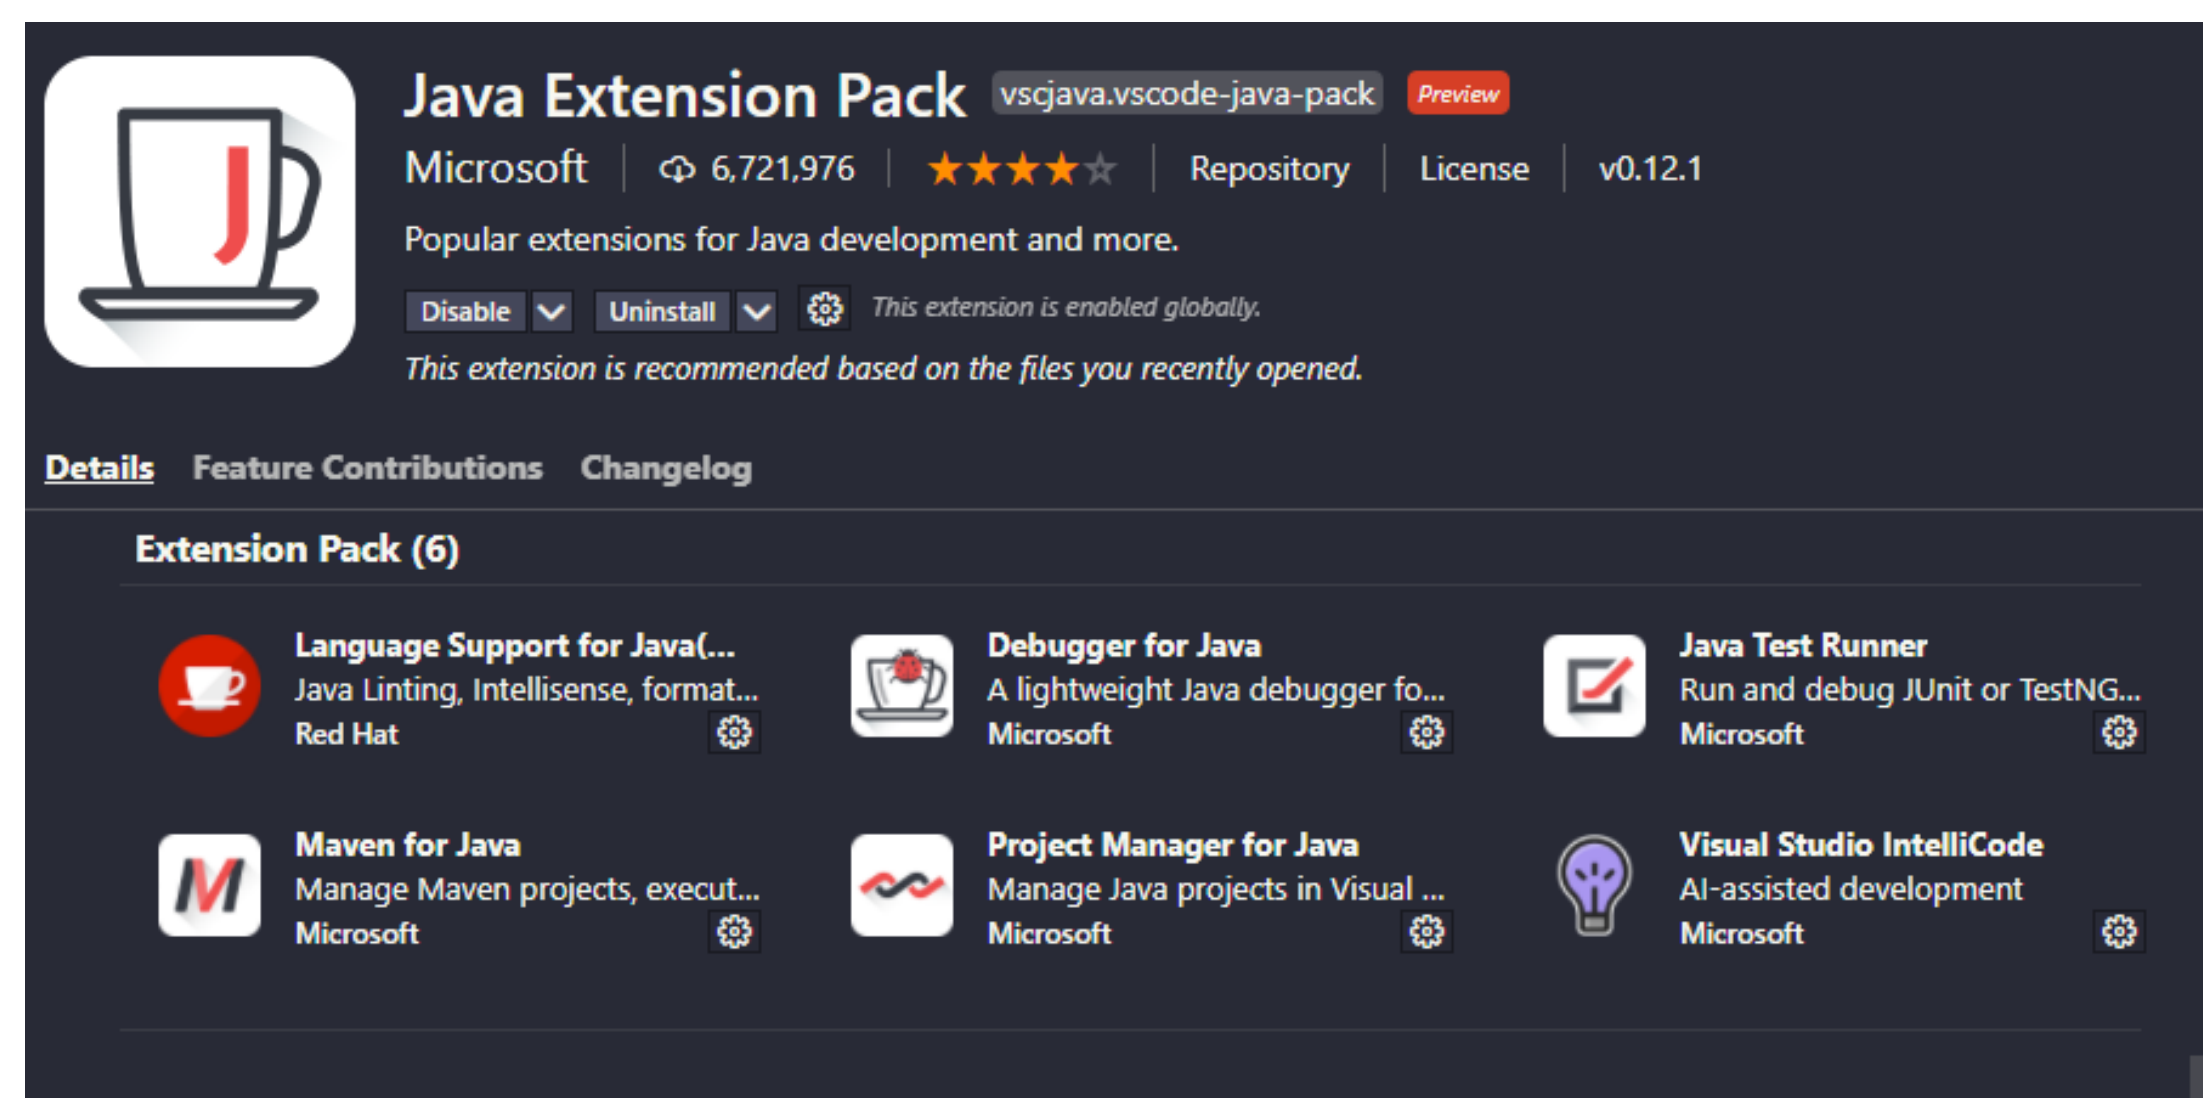 Java Extension Pack vscjava.vscode-java-pack Preview
Microsoft 6,721,976 Repository License v0.12.1
Popular extensions for Java development and more.
Disable Uninstall This extension is enabled globally.
This extension is recommended based on the files you recently opened.
Details Feature Contributions Changelog
Extension Pack (6)
Language Support for Java(...
Java Linting, Intellisense, format...
Red Hat
Debugger for Java
A lightweight Java debugger fo...
Microsoft
Java Test Runner
Run and debug JUnit or TestNG...
Microsoft
Maven for Java
Manage Maven projects, execut...
Microsoft
Project Manager for Java
Manage Java projects in Visual ...
Microsoft
Visual Studio IntelliCode
AI-assisted development
Microsoft